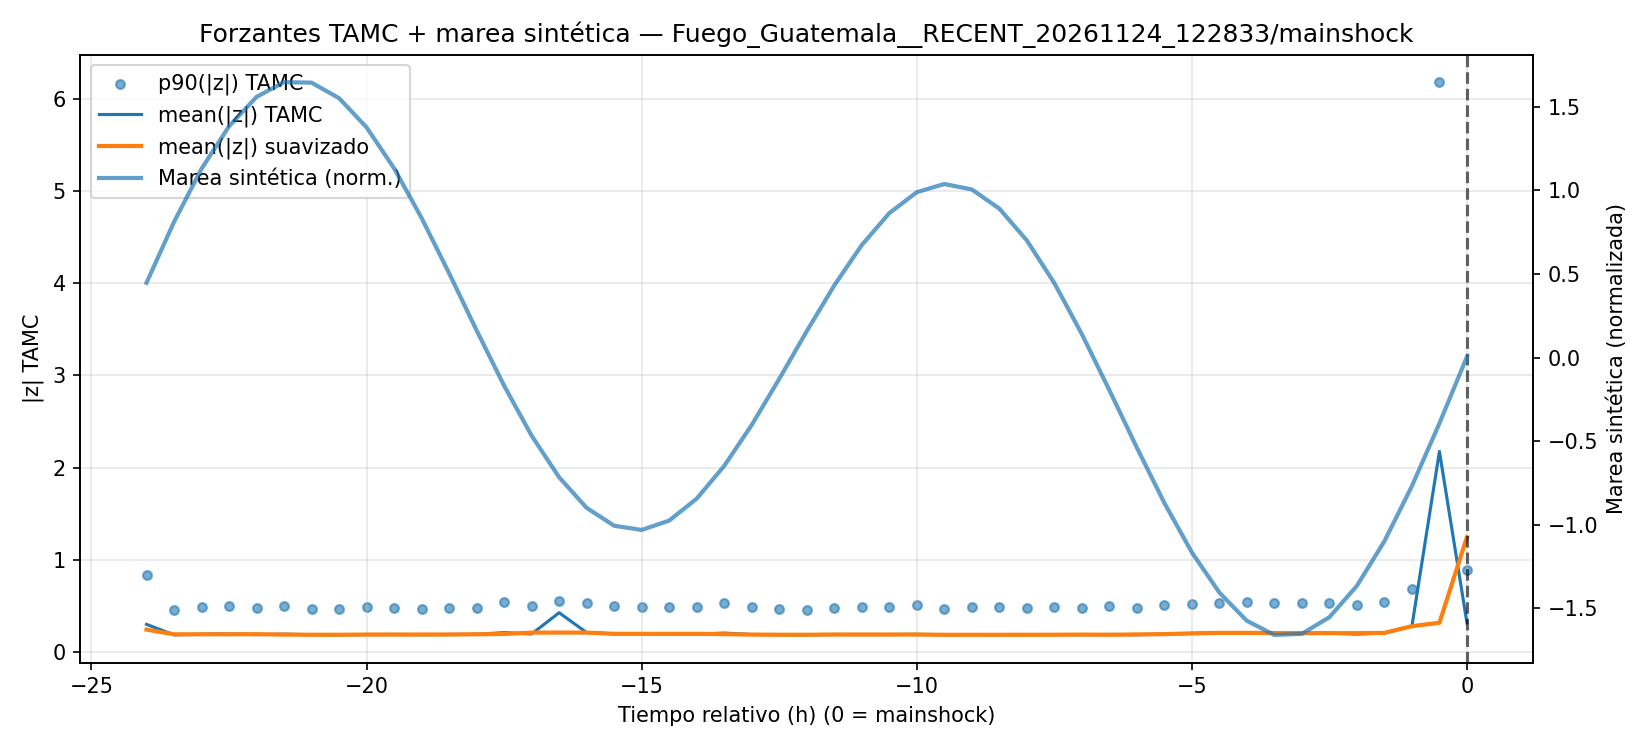 Forzantes TAMC + marea sintética — Fuego_Guatemala__RECENT_20261124_122833/mainshock
p90(|z|) TAMC
mean(|z|) TAMC
mean(|z|) suavizado
Marea sintética (norm.)
|z| TAMC
6
5
4
3
2
1
0
1.5
1.0
0.5
0.0
−0.5
−1.0
−1.5
Marea sintética (normalizada)
−25
−20
−15
−10
−5
0
Tiempo relativo (h) (0 = mainshock)